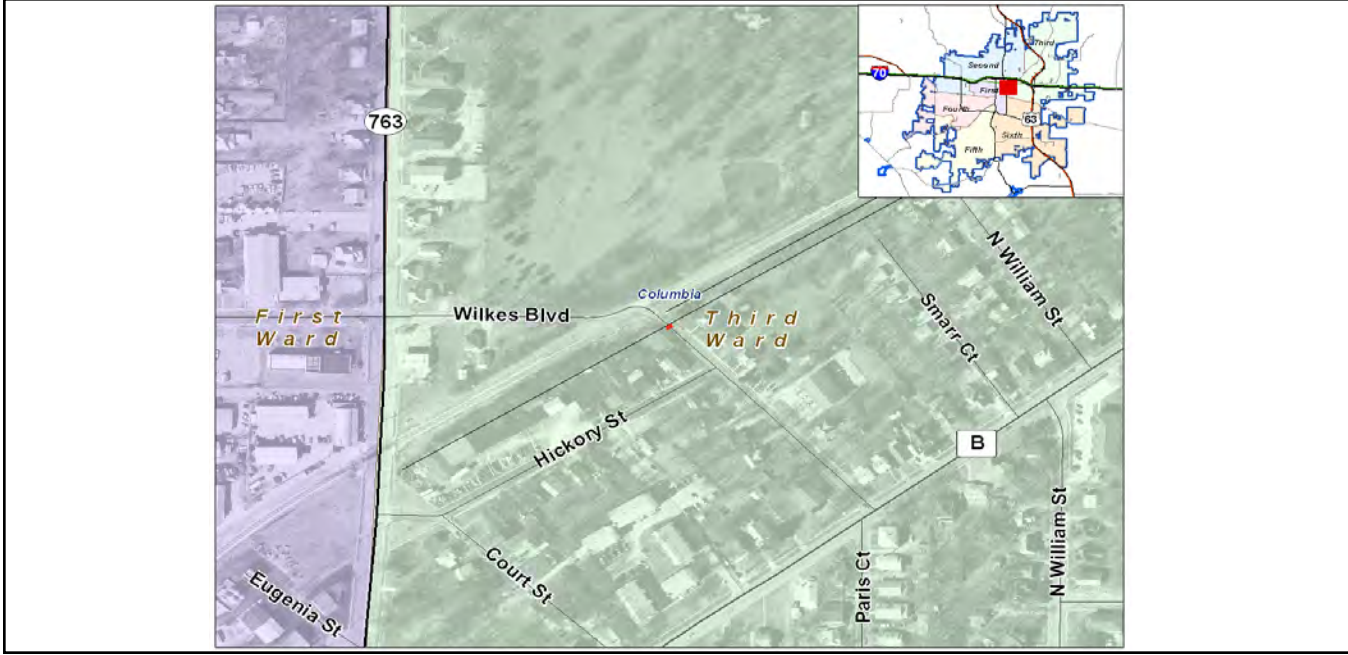 Third
Second
70
First
Fourth
63
Sixth
Fifth
763
N William St
Columbia
First
Ward
Wilkes Blvd
Third
Ward
Smarr Ct
Hickory St
B
N William St
Court St
Paris Ct
Eugenia St